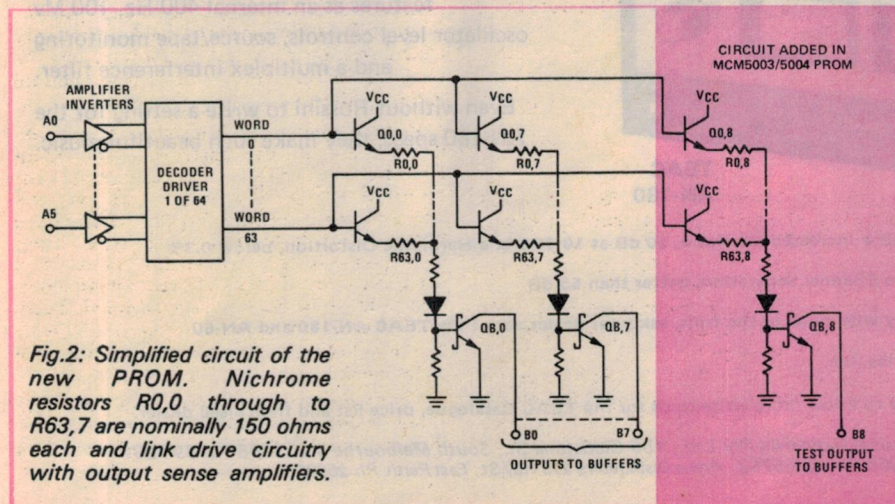 CIRCUIT ADDED IN
MCM5003/5004 PROM
AMPLIFIER
INVERTERS
A0
A5
DECODER
DRIVER
1 OF 64
WORD
WORD
63
VCC
Q0,0
R0,0
VCC
Q0,7
R0,7
VCC
Q0,8
R0,8
VCC
R63,0
VCC
R63,7
VCC
R63,8
QB,0
QB,7
QB,8
B0
B7
B8
OUTPUTS TO BUFFERS
TEST OUTPUT
TO BUFFERS
Fig.2: Simplified circuit of the
new PROM. Nichrome
resistors R0,0 through to
R63,7 are nominally 150 ohms
each and link drive circuitry
with output sense amplifiers.